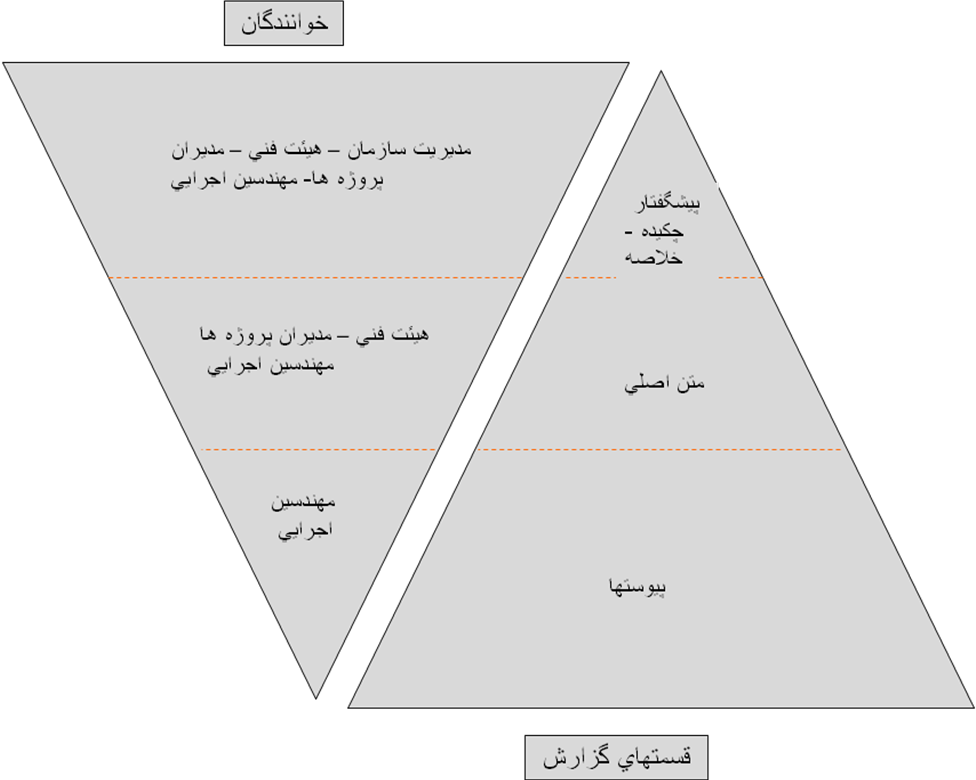 خوانندگان
مديريت سازمان – هيئت فني – مديران
پروژه ها- مهندسين اجرايي
پيشگفتار
چكيده -
خلاصه
هيئت فني – مديران پروژه ها
مهندسين اجرايي
متن اصلي
مهندسين
اجرايي
پيوستها
قسمتهاي گزارش